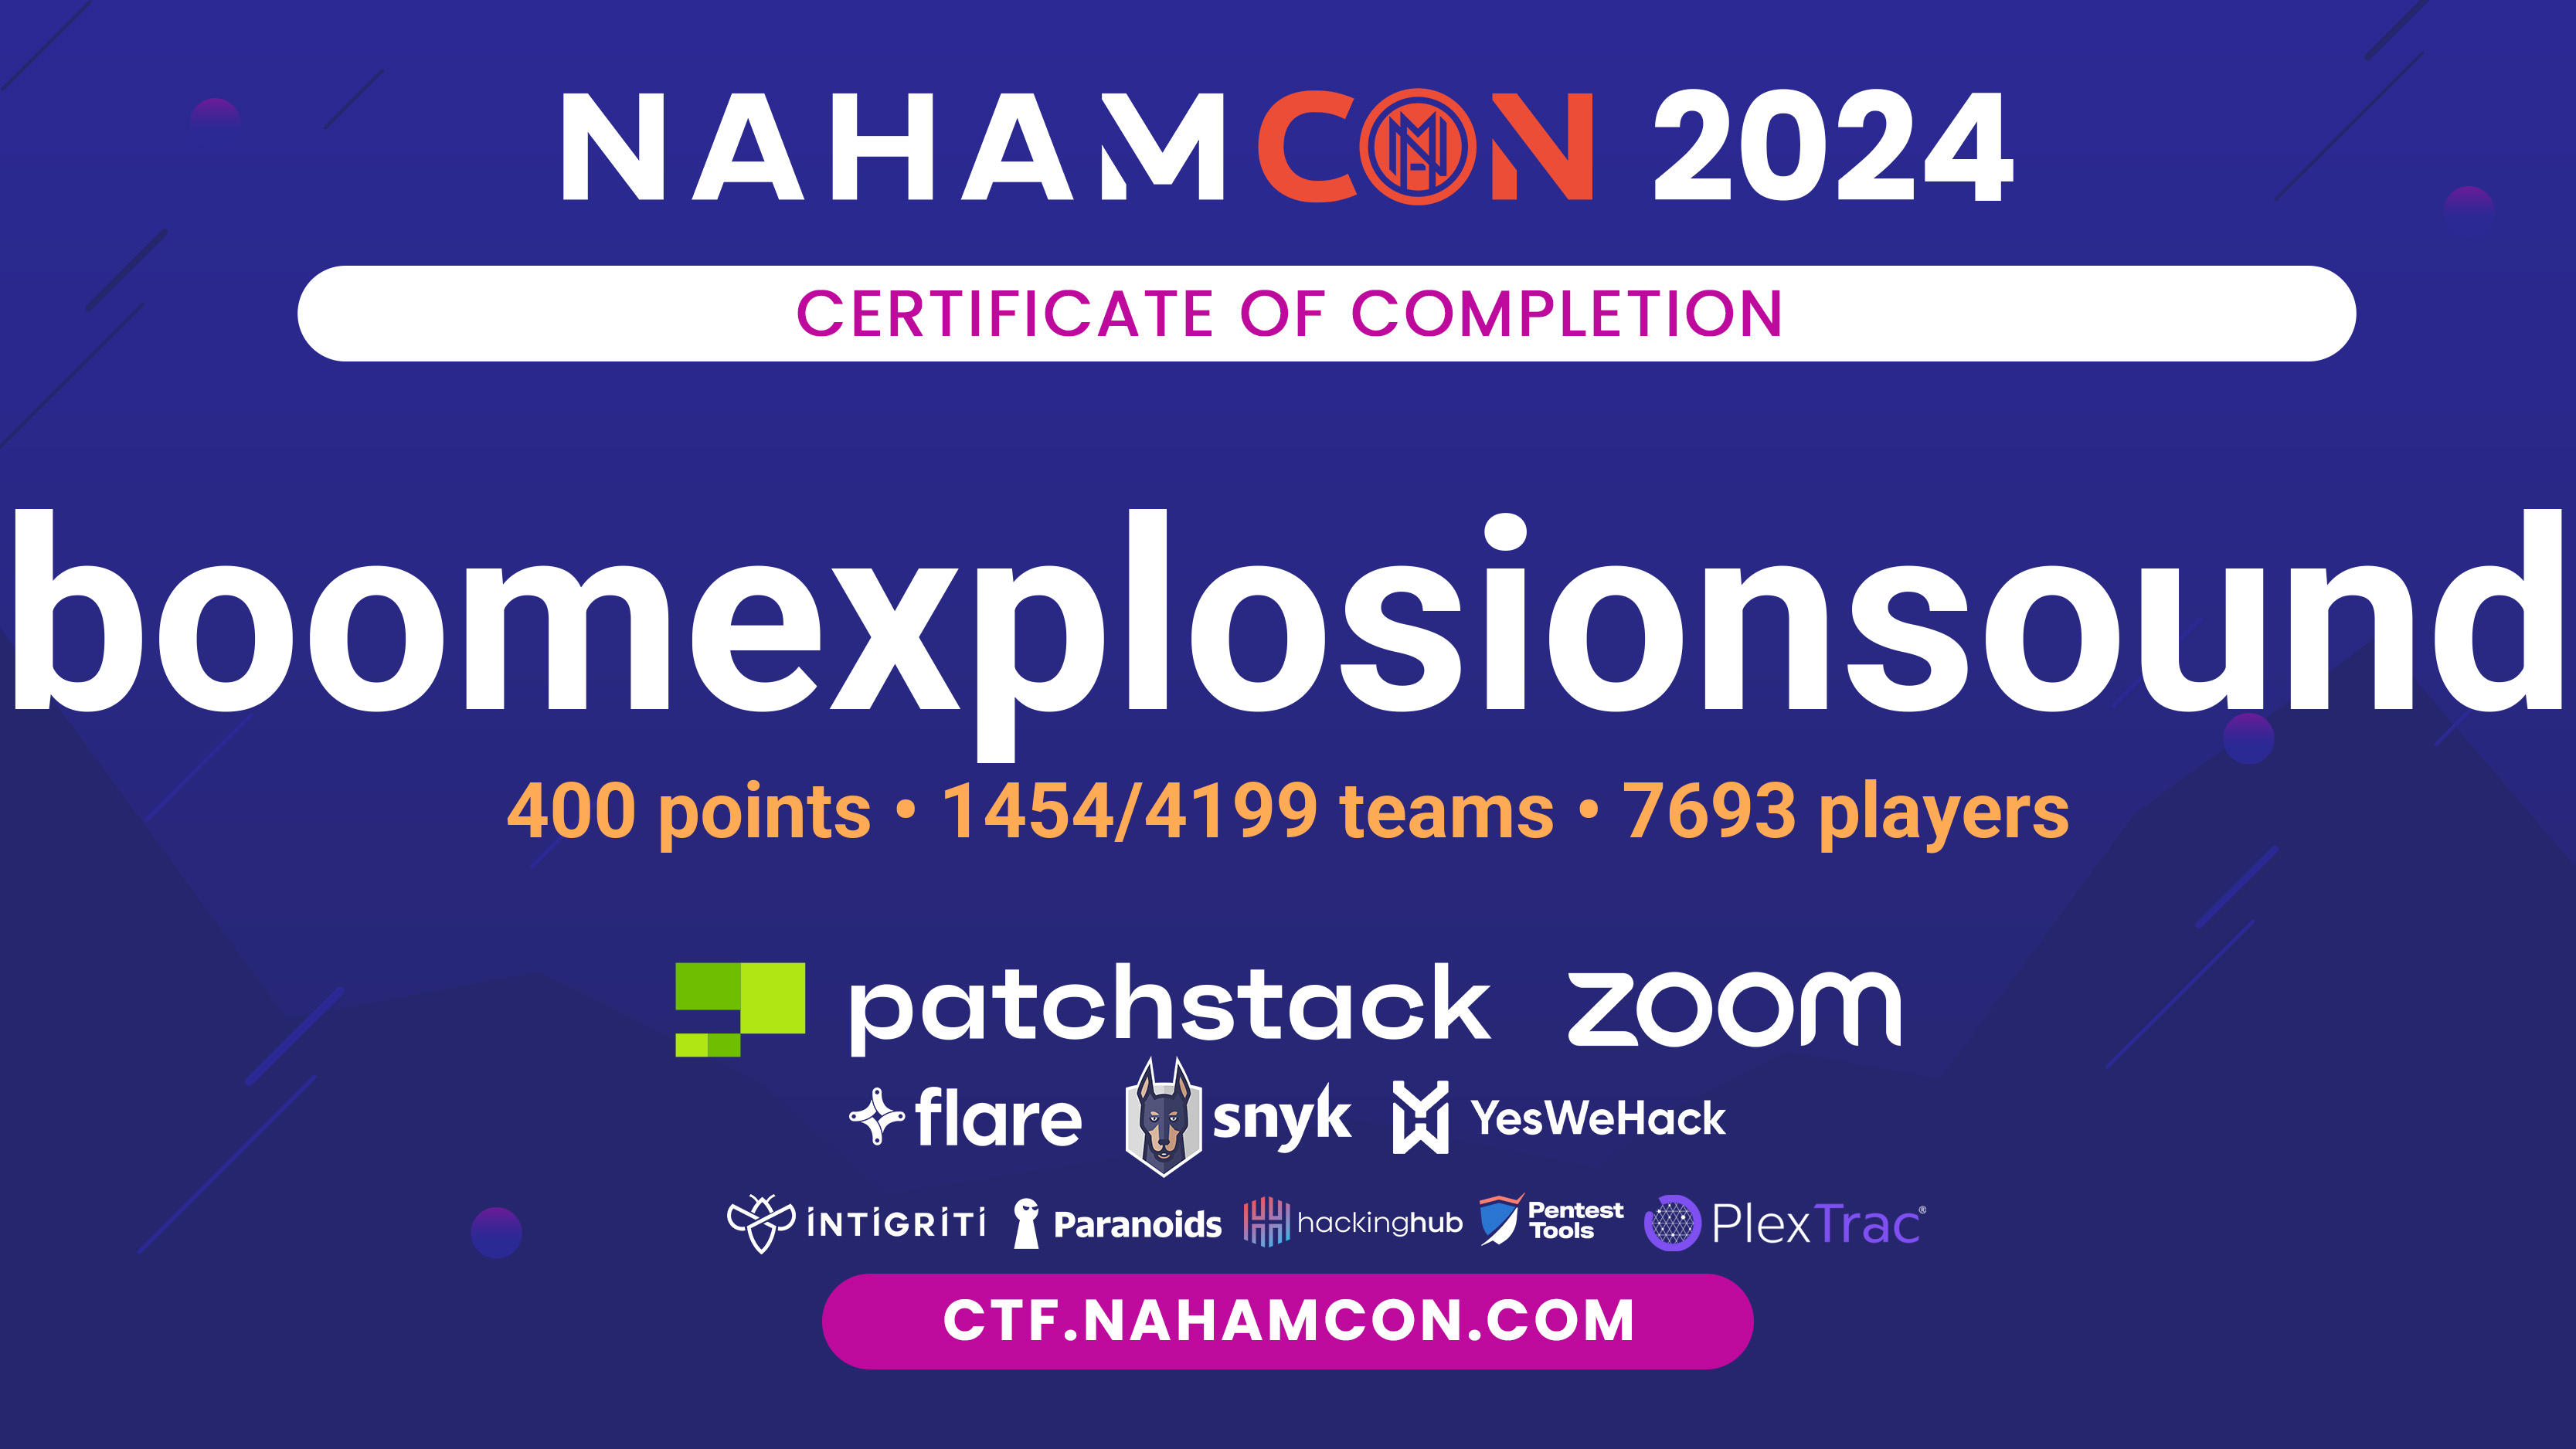 NAHAMCON 2024
CERTIFICATE OF COMPLETION
boomexplosionsound
400 points • 1454/4199 teams • 7693 players
patchstack zoom
flare snyk YesWeHack
INTIGRITI Paranoids hackinghub Pentest Tools PlexTrac®
CTF.NAHAMCON.COM